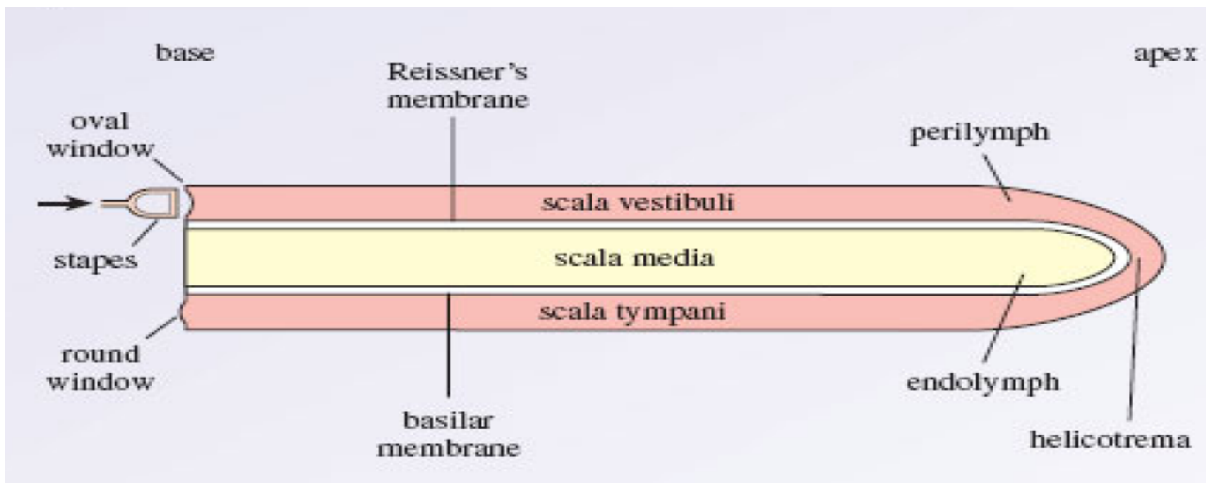 base
apex
Reissner's
membrane
oval
window
perilymph
scala vestibuli
stapes
scala media
scala tympani
round
window
endolymph
basilar
membrane
helicotrema